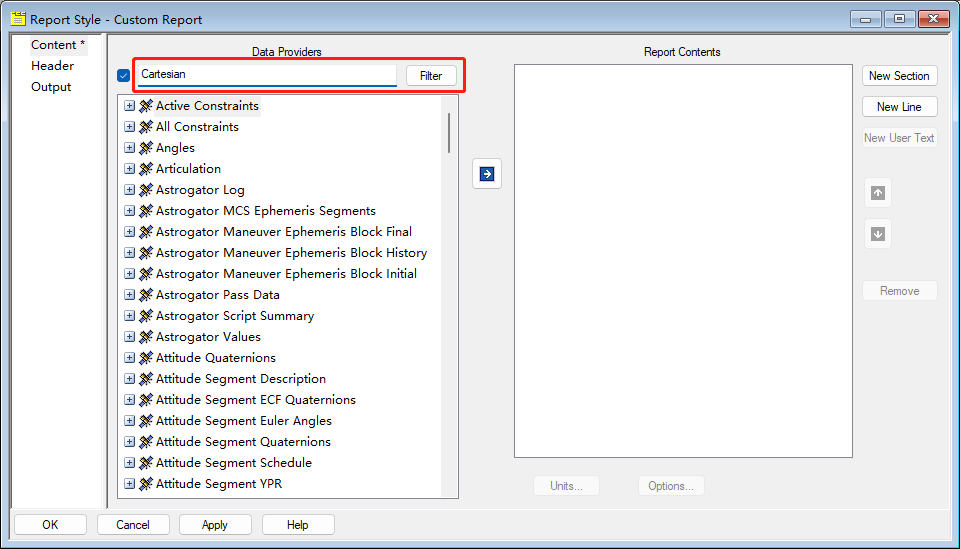 Report Style - Custom Report
Content *
Header
Output
Data Providers
Cartesian
Filter
Active Constraints
All Constraints
Angles
Articulation
Astrogator Log
Astrogator MCS Ephemeris Segments
Astrogator Maneuver Ephemeris Block Final
Astrogator Maneuver Ephemeris Block History
Astrogator Maneuver Ephemeris Block Initial
Astrogator Pass Data
Astrogator Script Summary
Astrogator Values
Attitude Quaternions
Attitude Segment Description
Attitude Segment ECF Quaternions
Attitude Segment Euler Angles
Attitude Segment Quaternions
Attitude Segment Schedule
Attitude Segment YPR
Report Contents
New Section
New Line
New User Text
Remove
Units...
Options...
OK
Cancel
Apply
Help